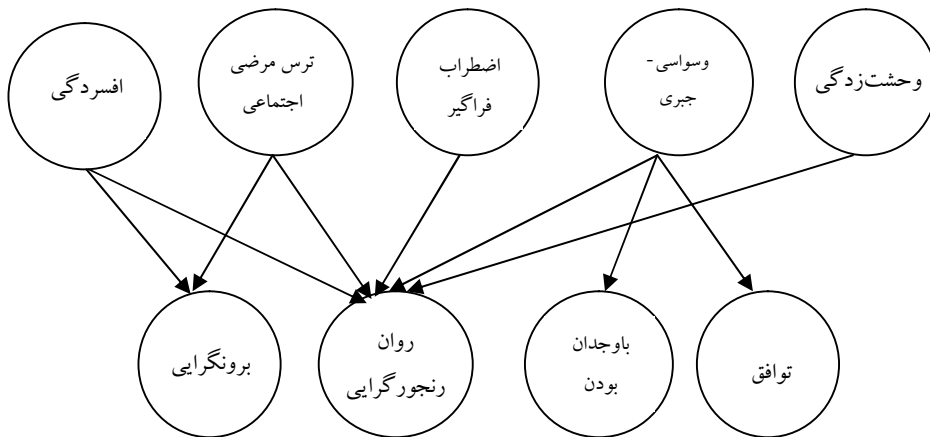 وحشت‌زدگی
وسواسی-
جبری
اضطراب
فراگیر
ترس مرضی
اجتماعی
افسردگی
توافق
باوجدان
بودن
روان
رنجورگرایی
برونگرایی